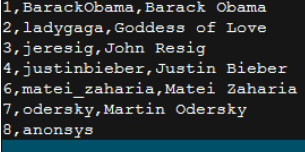 1,BarackObama,Barack Obama
2,ladygaga,Goddess of Love
3,jeresig,John Resig
4,justinbieber,Justin Bieber
6,matei_zaharia,Matei Zaharia
7,odersky,Martin Odersky
8,anonsys